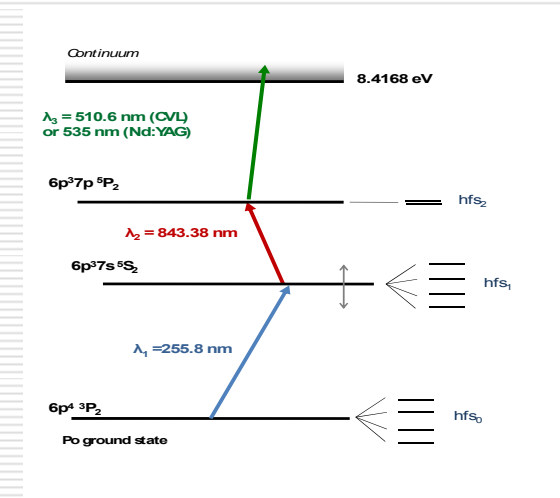 Continuum
8.4168 eV
λ₃ = 510.6 nm (CVL)
or 535 nm (Nd:YAG)
6p³7p ⁵P₂
hfs₂
λ₂ = 843.38 nm
6p³7s ⁵S₂
hfs₁
λ₁ =255.8 nm
6p⁴ ³P₂
hfs₀
Po ground state